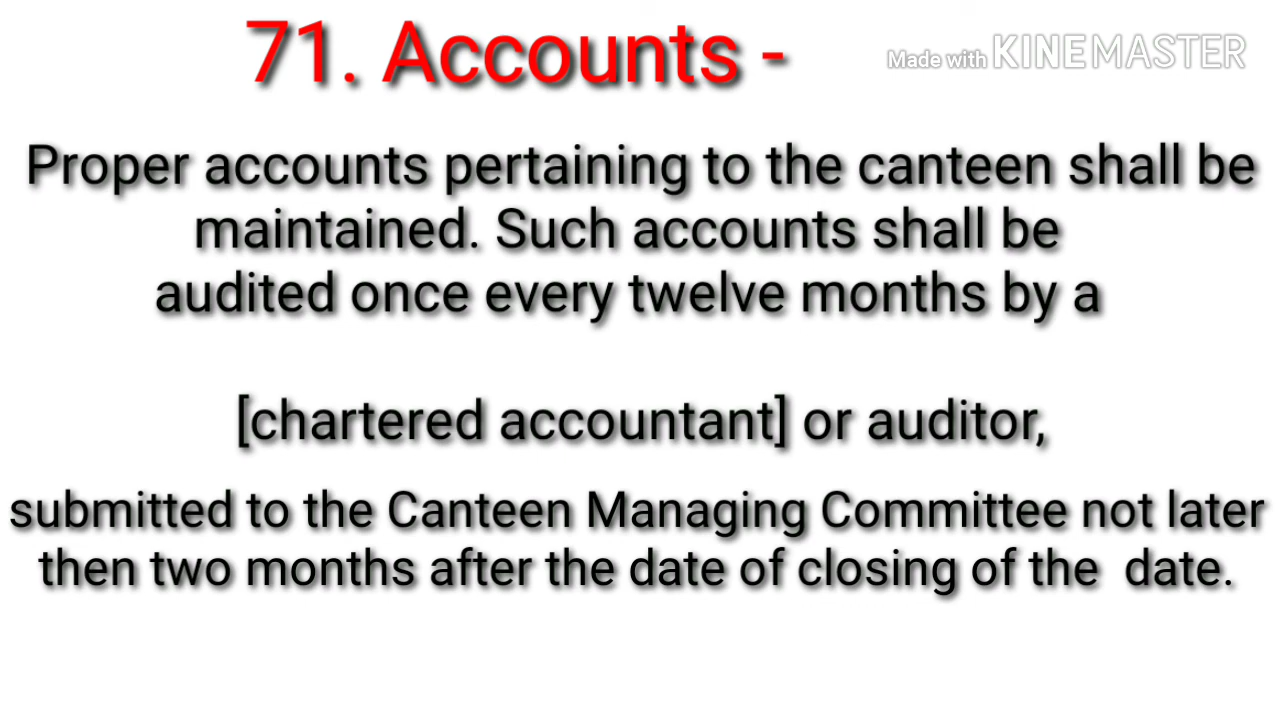 71. Accounts -
Made with KINEMASTER
Proper accounts pertaining to the canteen shall be
maintained. Such accounts shall be
audited once every twelve months by a
[chartered accountant] or auditor,
submitted to the Canteen Managing Committee not later
then two months after the date of closing of the  date.